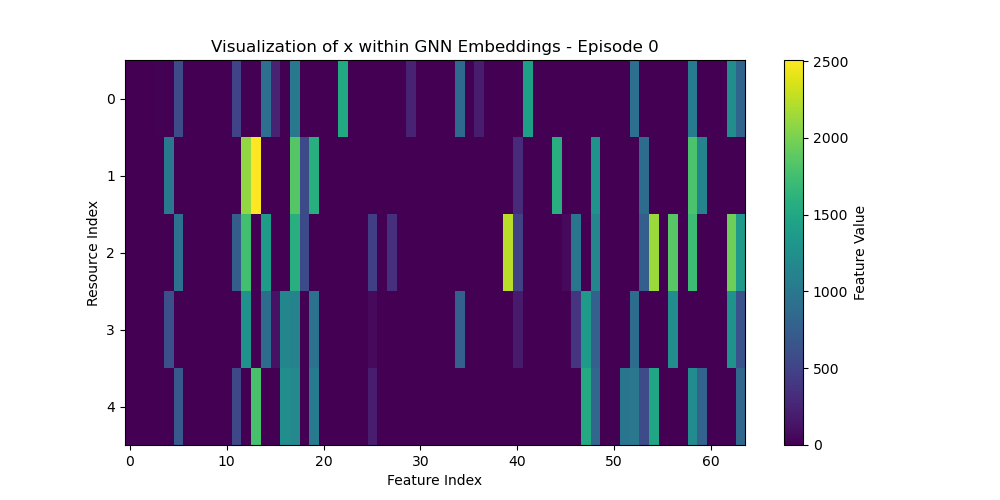 Visualization of x within GNN Embeddings - Episode 0
Resource Index
0
1
2
3
4
0 10 20 30 40 50 60
Feature Index
2500
2000
1500
1000
500
0
Feature Value